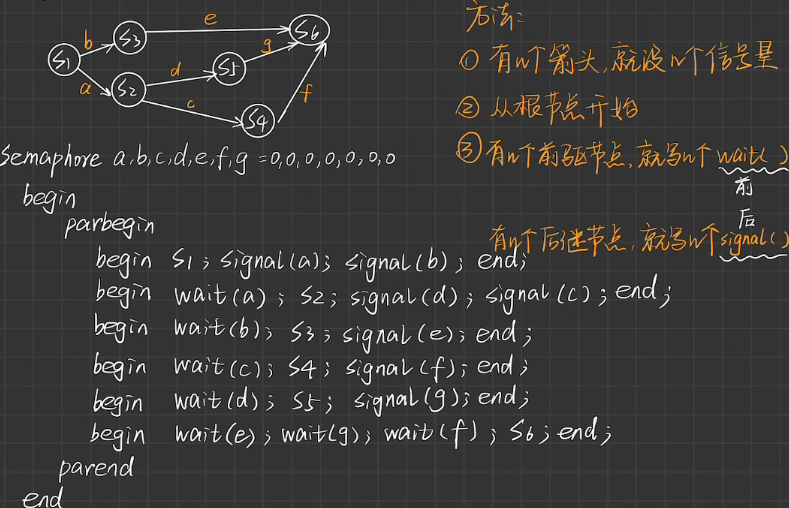 e
b
S3
S6
g
S1
d
S5
a
S2
c
f
S4
方法:
① 有n个箭头,就设n个信号量
② 从根节点开始
③ 有n个前驱节点,就写n个wait()
前
后
有n个后继节点,就写n个signal()
Semaphore a,b,c,d,e,f,g =0,0,0,0,0,0,0
begin
parbegin
begin S1; signal(a); signal(b); end;
begin wait(a); S2; signal(d); signal(c); end;
begin wait(b); S3; signal(e); end;
begin wait(c); S4; signal(f); end;
begin wait(d); S5; signal(g); end;
begin wait(e); wait(g); wait(f); S6; end;
parend
end